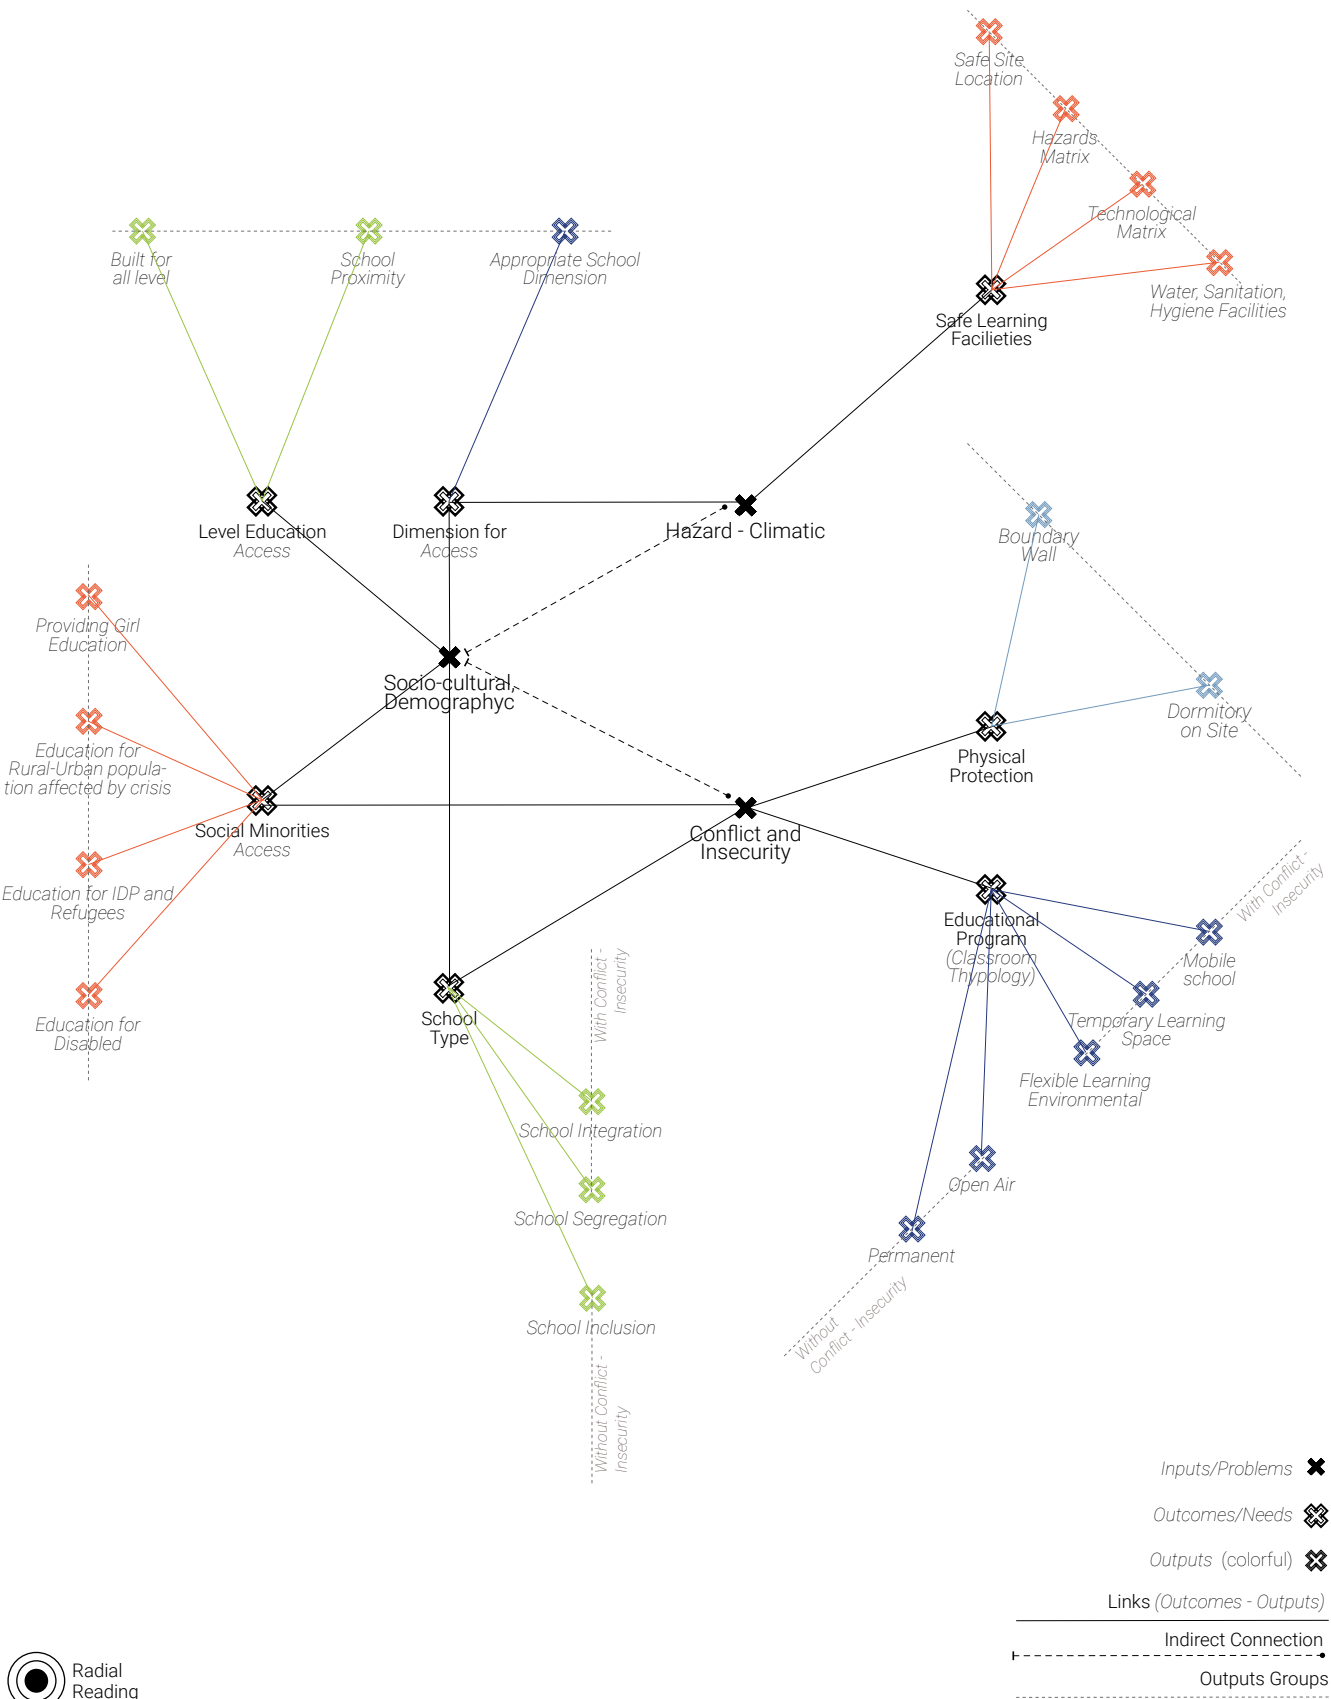 Safe Site
Location
Hazards
Matrix
Technological
Matrix
Water, Sanitation,
Hygiene Facilities
Safe Learning
Facilieties
Built for
all level
School
Proximity
Appropriate School
Dimension
Level Education
Access
Dimension for
Access
Hazard - Climatic
Boundary
Wall
Dormitory
on Site
Physical
Protection
Providing Girl
Education
Education for
Rural-Urban popula-
tion affected by crisis
Education for IDP and
Refugees
Education for
Disabled
Socio-cultural,
Demographyc
Social Minorities
Access
Conflict and
Insecurity
Educational
Program
(Classroom
Thypology)
With Conflict -
Insecurity
Mobile
school
Temporary Learning
Space
Flexible Learning
Environmental
Open Air
Permanent
Without
Conflict - Insecurity
School
Type
With Conflict -
Insecurity
School Integration
School Segregation
School Inclusion
Without Conflict -
Insecurity
Inputs/Problems
Outcomes/Needs
Outputs (colorful)
Links (Outcomes - Outputs)
Indirect Connection
Outputs Groups
Radial
Reading